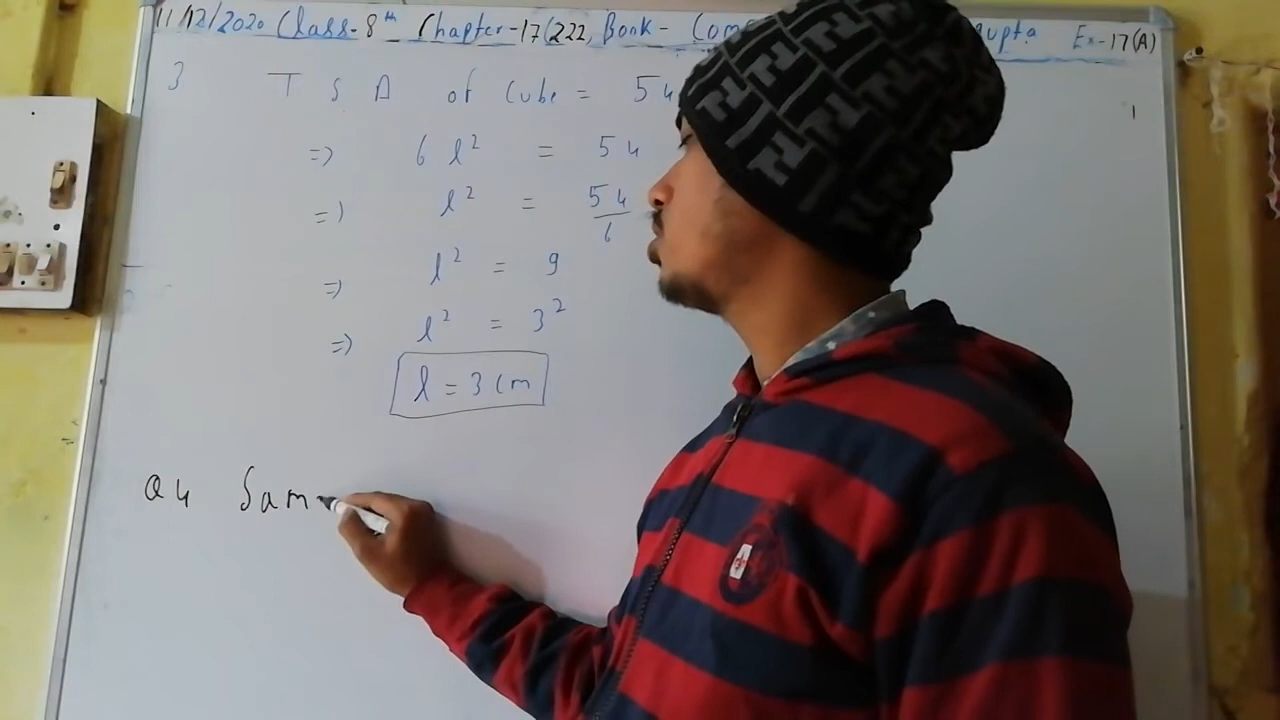 11/12/2020 Class-8th Chapter-17(222, Book- Com upta Ex-17(A)
3 T S A of Cube = 54
=> 6 l² = 54
=> l² = 54/6
=> l² = 9
=> l² = 3²
l = 3 cm
Q 4 Sam